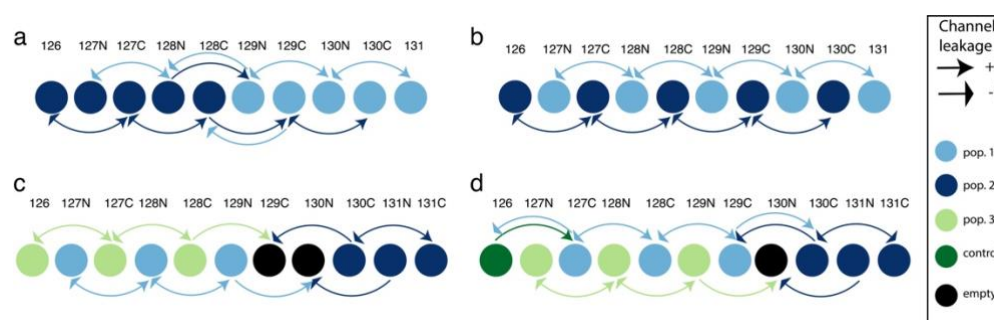 a
126 127N 127C 128N 128C 129N 129C 130N 130C 131
b
126 127N 127C 128N 128C 129N 129C 130N 130C 131
c
126 127N 127C 128N 128C 129N 129C 130N 130C 131N 131C
d
126 127N 127C 128N 128C 129N 129C 130N 130C 131N 131C
Channel
leakage
+
-
pop. 1
pop. 2
pop. 3
contro
empty